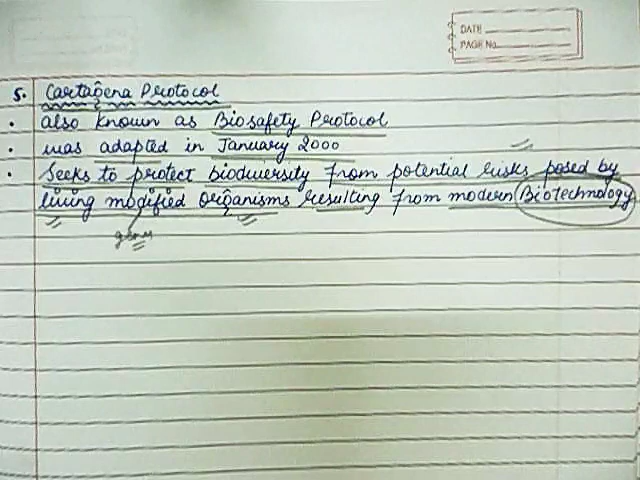 DATE
PAGE No.
5. Cartagena Protocol
• also known as Biosafety Protocol
• was adapted in January 2000
• Seeks to protect biodiversity from potential risks posed by
living modified organisms resulting from modern Biotechnology